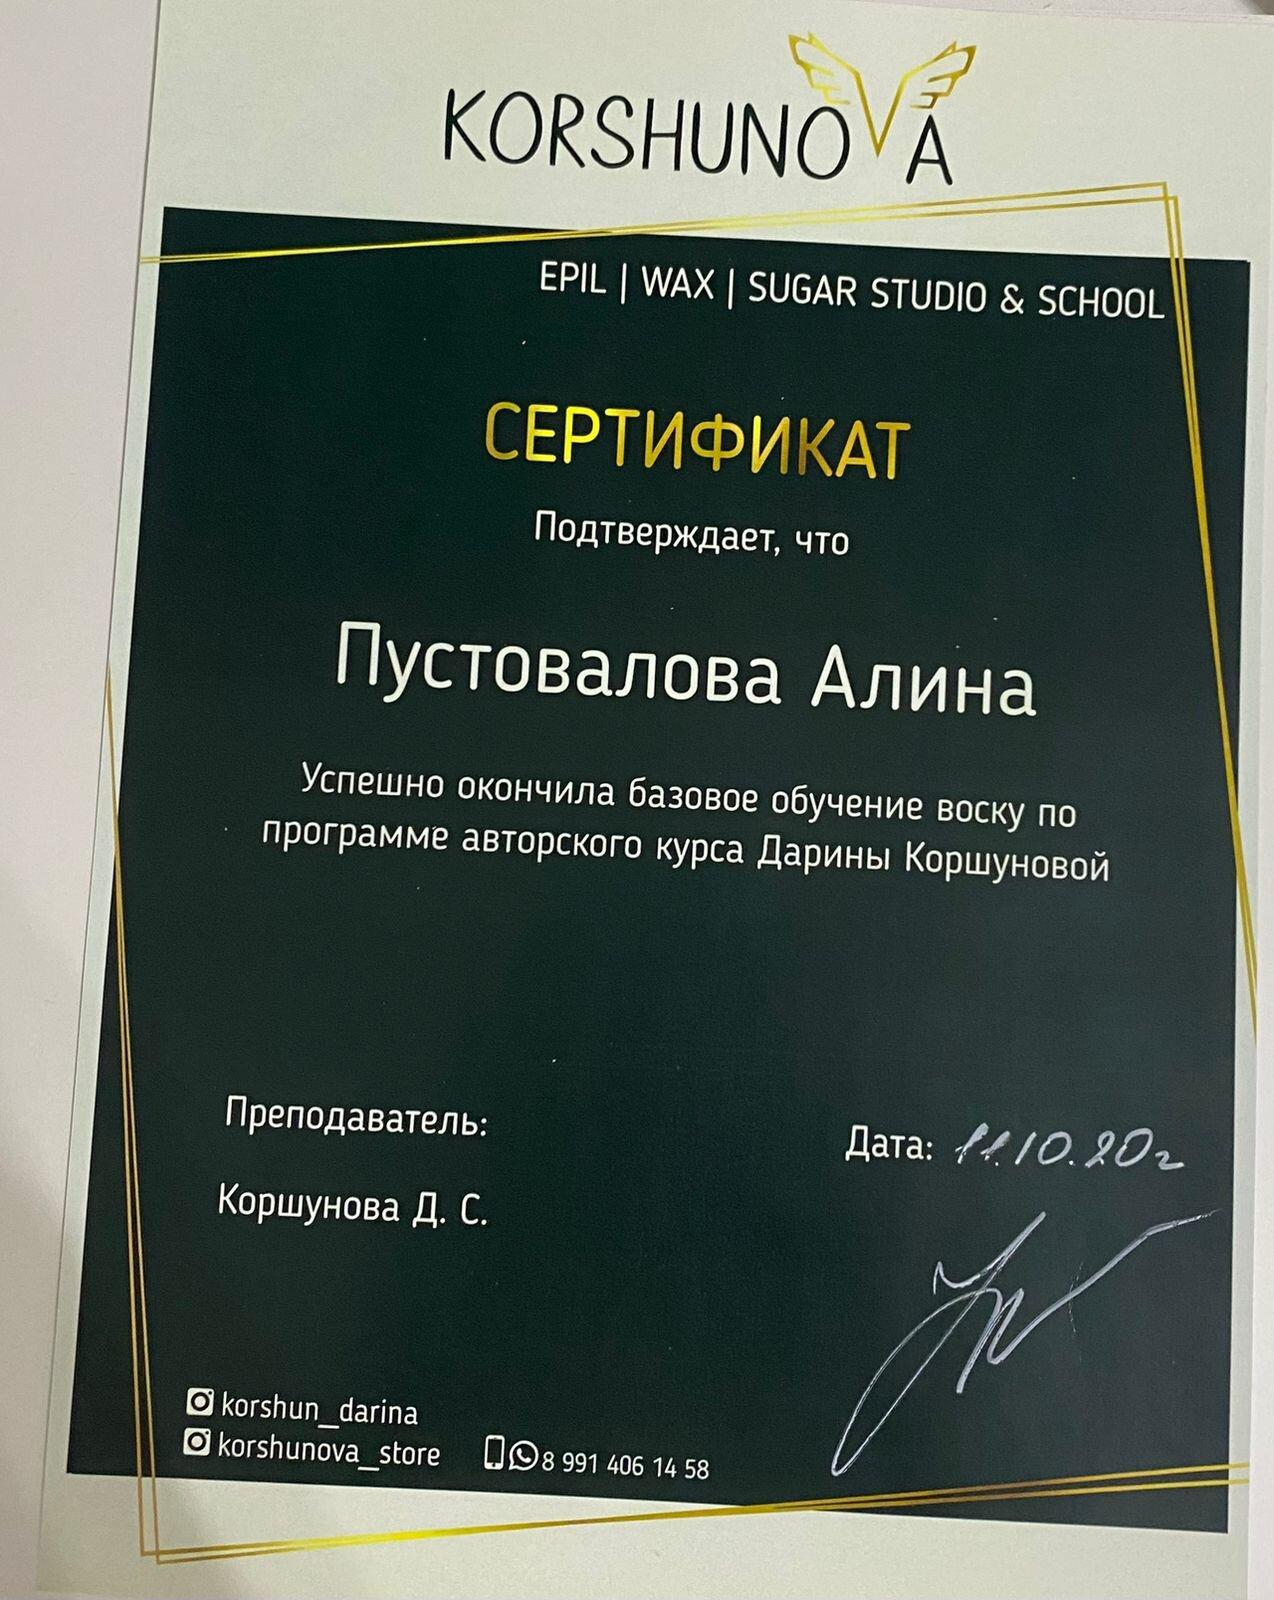 KORSHUNOVA
EPIL | WAX | SUGAR STUDIO & SCHOOL
СЕРТИФИКАТ
Подтверждает, что
Пустовалова Алина
Успешно окончила базовое обучение воску по
программе авторского курса Дарины Коршуновой
Преподаватель:
Дата: 11.10.20г
Коршунова Д. С.
korshun_darina
korshunova_store
8 991 406 14 58